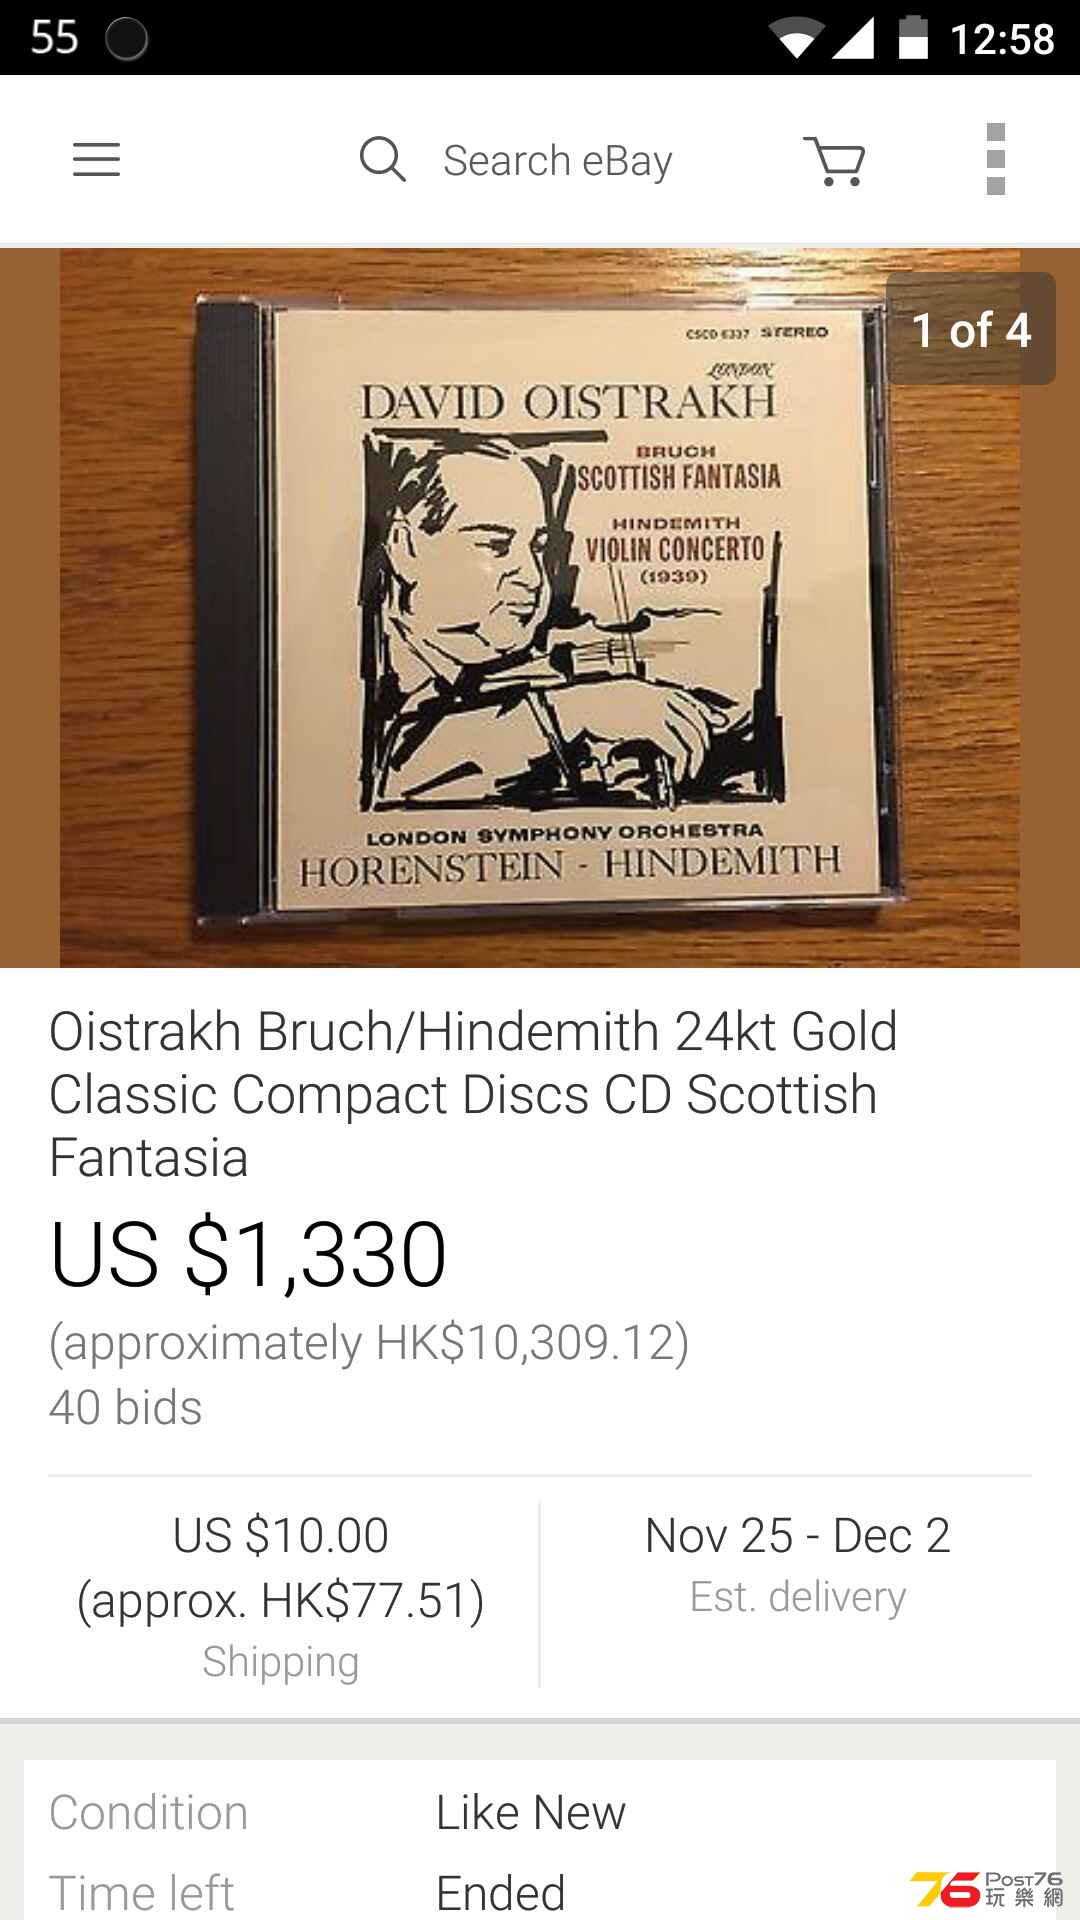 55
12:58
Search eBay
1 of 4
CSCD 6337 STEREO
LONDON
DAVID OISTRAKH
BRUCH
SCOTTISH FANTASIA
HINDEMITH
VIOLIN CONCERTO
(1939)
LONDON SYMPHONY ORCHESTRA
HORENSTEIN - HINDEMITH
Oistrakh Bruch/Hindemith 24kt Gold
Classic Compact Discs CD Scottish
Fantasia
US $1,330
(approximately HK$10,309.12)
40 bids
US $10.00
(approx. HK$77.51)
Shipping
Nov 25 - Dec 2
Est. delivery
Condition Like New
Time left Ended
76 POST76
玩樂網